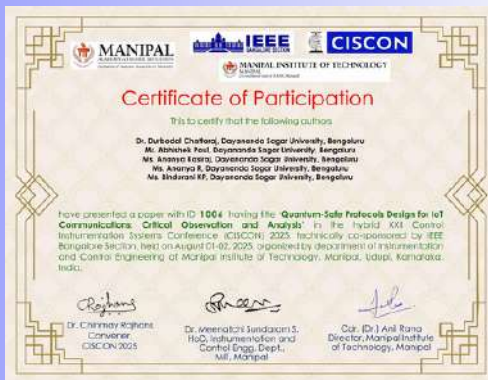 MANIPAL
IEEE
BANGALORE SECTION
CISCON
MANIPAL INSTITUTE OF TECHNOLOGY
MANIPAL
Certificate of Participation
This to certify that the following authors
Dr. Durbadal Chattaraj, Dayananda Sagar University, Bengaluru
Mr. Abhishek Paul, Dayananda Sagar University, Bengaluru
Ms. Ananya Kasiraj, Dayananda Sagar University, Bengaluru
Ms. Ananya R, Dayananda Sagar University, Bengaluru
Ms. Bindarani KP, Dayananda Sagar University, Bengaluru
have presented a paper with ID 1006 having title 'Quantum-Safe Protocols Design for IoT
Communications: Critical Observation and Analysis' in the hybrid XXII Control
Instrumentation Systems Conference (CISCON) 2025, technically co-sponsored by IEEE
Bangalore Section, held on August 01-02, 2025, organized by department of Instrumentation
and Control Engineering at Manipal Institute of Technology, Manipal, Udupi, Karnataka,
India.
Dr. Chinmay Rajhans
Convener
CISCON 2025
Dr. Meenatchi Sundaram S.
HoD, Instrumentation and
Control Engg. Dept.,
MIT, Manipal
Cdr. (Dr.) Anil Rana
Director, Manipal Institute
of Technology, Manipal